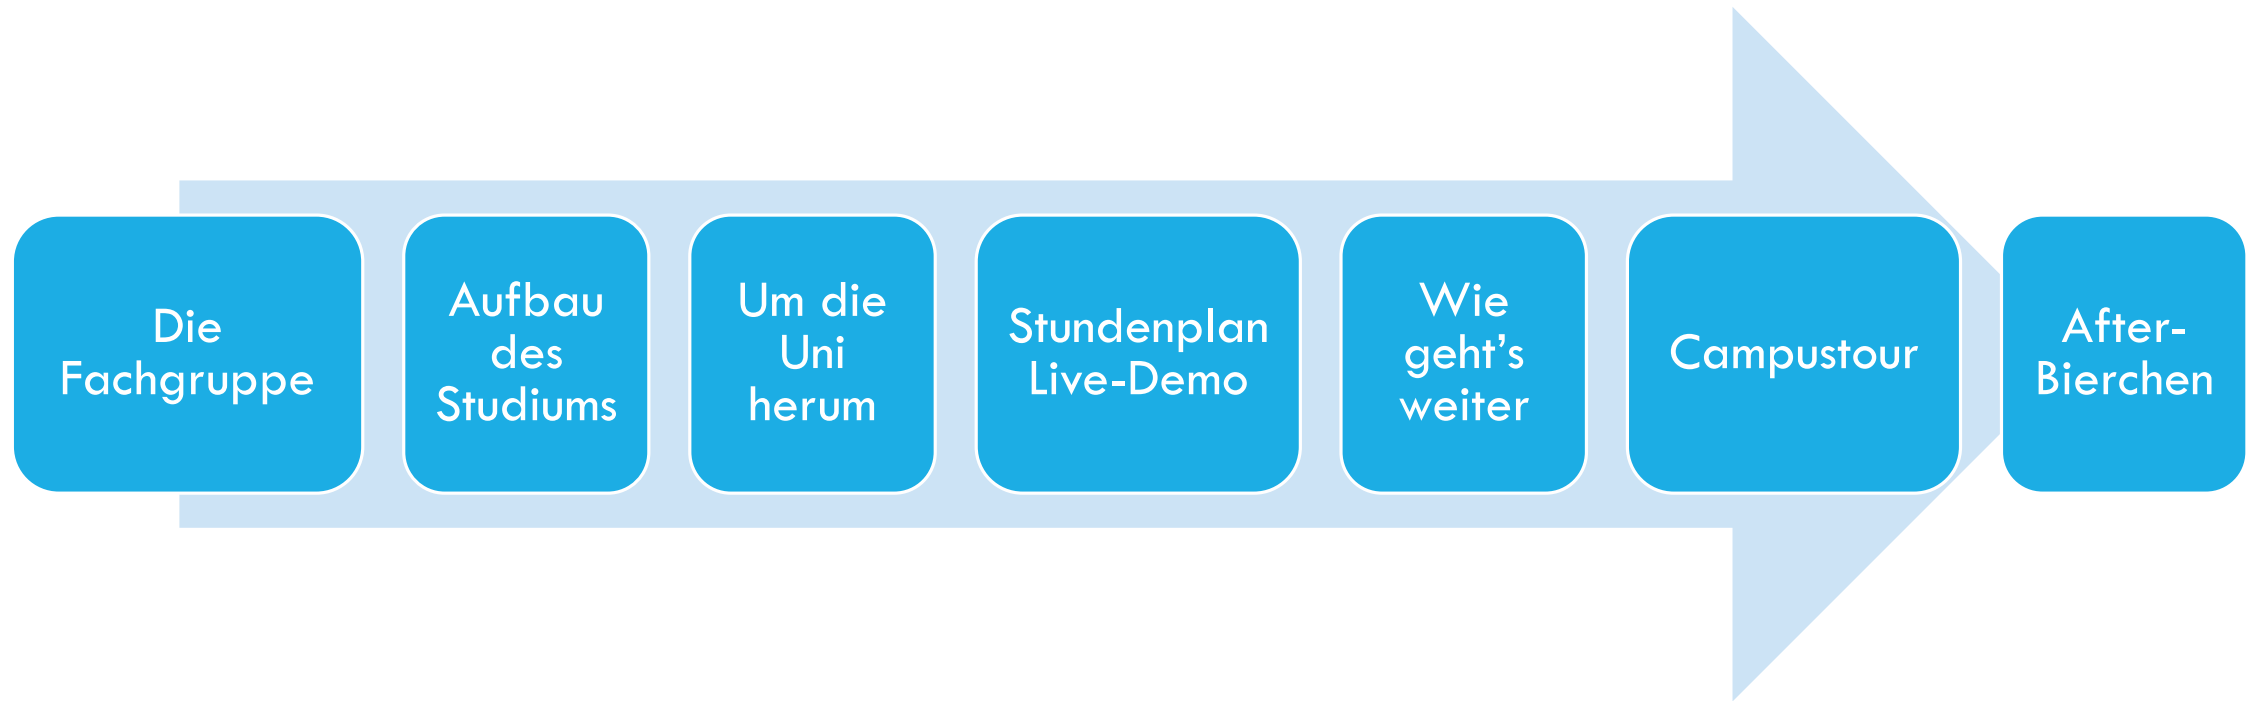 Die
Fachgruppe
Aufbau
des
Studiums
Um die
Uni
herum
Stundenplan
Live-Demo
Wie
geht’s
weiter
Campustour
After-
Bierchen